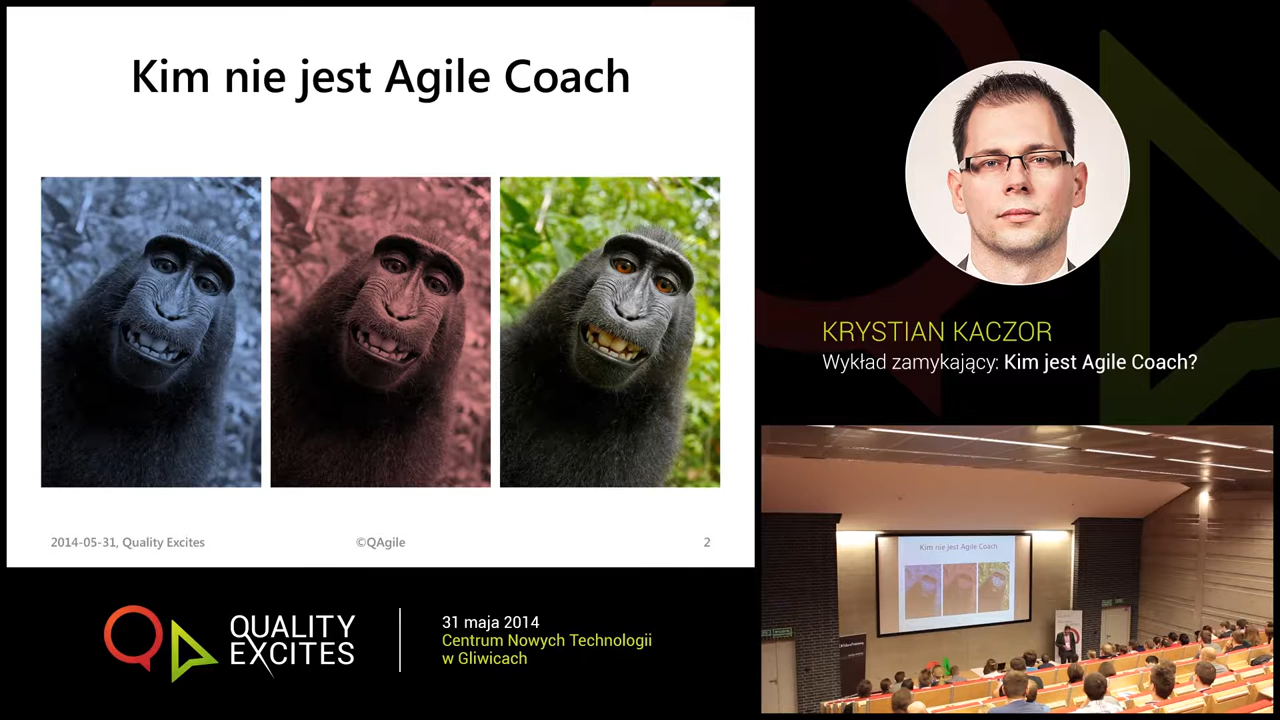 Kim nie jest Agile Coach
2014-05-31, Quality Excites
©QAgile
2
KRYSTIAN KACZOR
Wykład zamykający: Kim jest Agile Coach?
Kim nie jest Agile Coach
QUALITY
EXCITES
31 maja 2014
Centrum Nowych Technologii
w Gliwicach